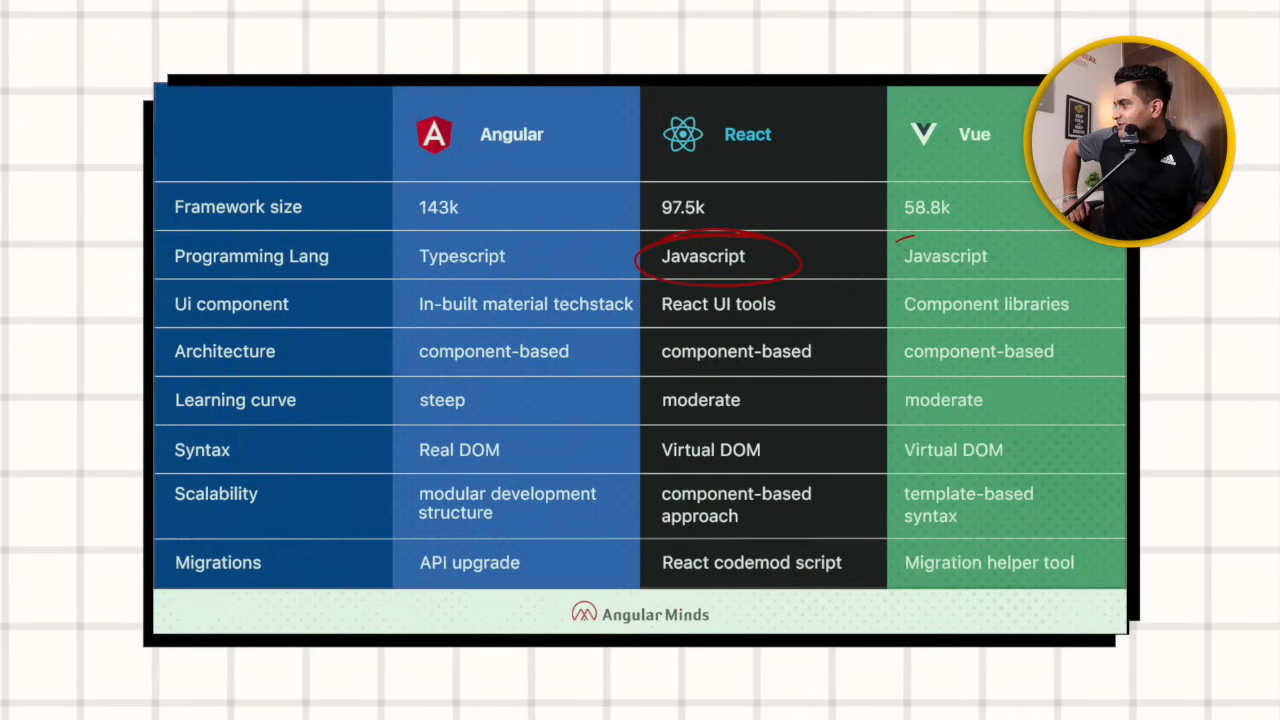 Angular React Vue
Framework size 143k 97.5k 58.8k
Programming Lang Typescript Javascript Javascript
Ui component In-built material techstack React UI tools Component libraries
Architecture component-based component-based component-based
Learning curve steep moderate moderate
Syntax Real DOM Virtual DOM Virtual DOM
Scalability modular development structure component-based approach template-based syntax
Migrations API upgrade React codemod script Migration helper tool
Angular Minds